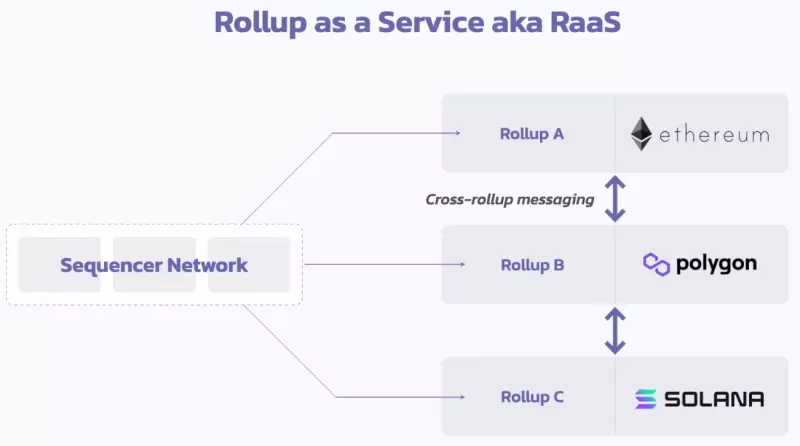 Rollup as a Service aka RaaS
Rollup A
ethereum
Cross-rollup messaging
Sequencer Network
Rollup B
polygon
Rollup C
SOLANA